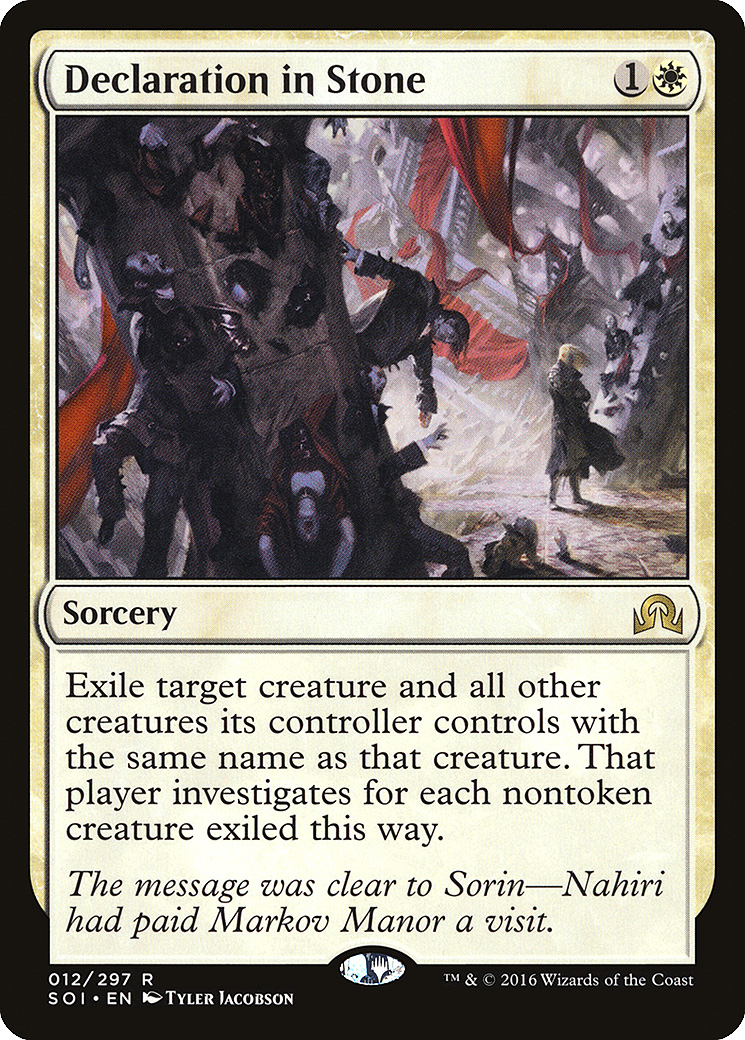 Declaration in Stone 1
Sorcery
Exile target creature and all other
creatures its controller controls with
the same name as that creature. That
player investigates for each nontoken
creature exiled this way.
The message was clear to Sorin—Nahiri
had paid Markov Manor a visit.
012/297 R
SOI • EN Tyler Jacobson
™ & © 2016 Wizards of the Coast